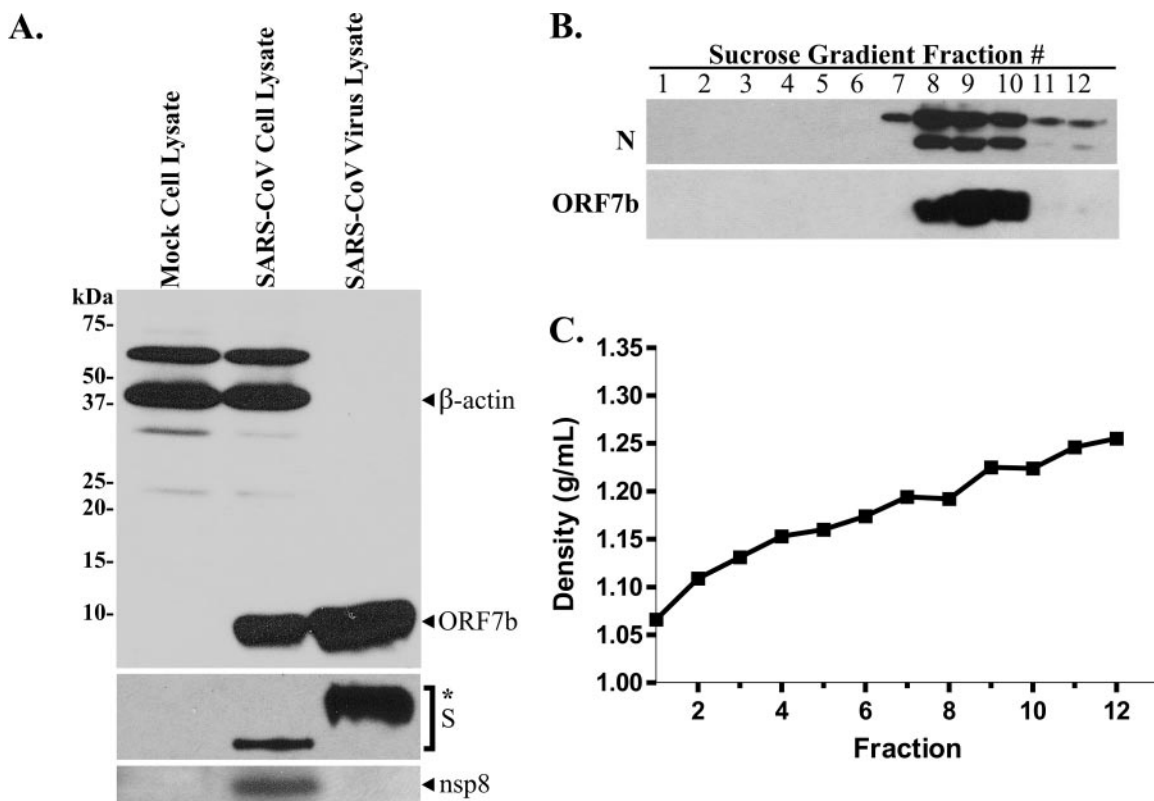 A.
Mock Cell Lysate
SARS-CoV Cell Lysate
SARS-CoV Virus Lysate
kDa
75-
50-
37-
25-
20-
15-
10-
β-actin
ORF7b
*
S
nsp8
B.
Sucrose Gradient Fraction #
1 2 3 4 5 6 7 8 9 10 11 12
N
ORF7b
C.
1.35
1.30
1.25
1.20
1.15
1.10
1.05
1.00
Density (g/mL)
2 4 6 8 10 12
Fraction